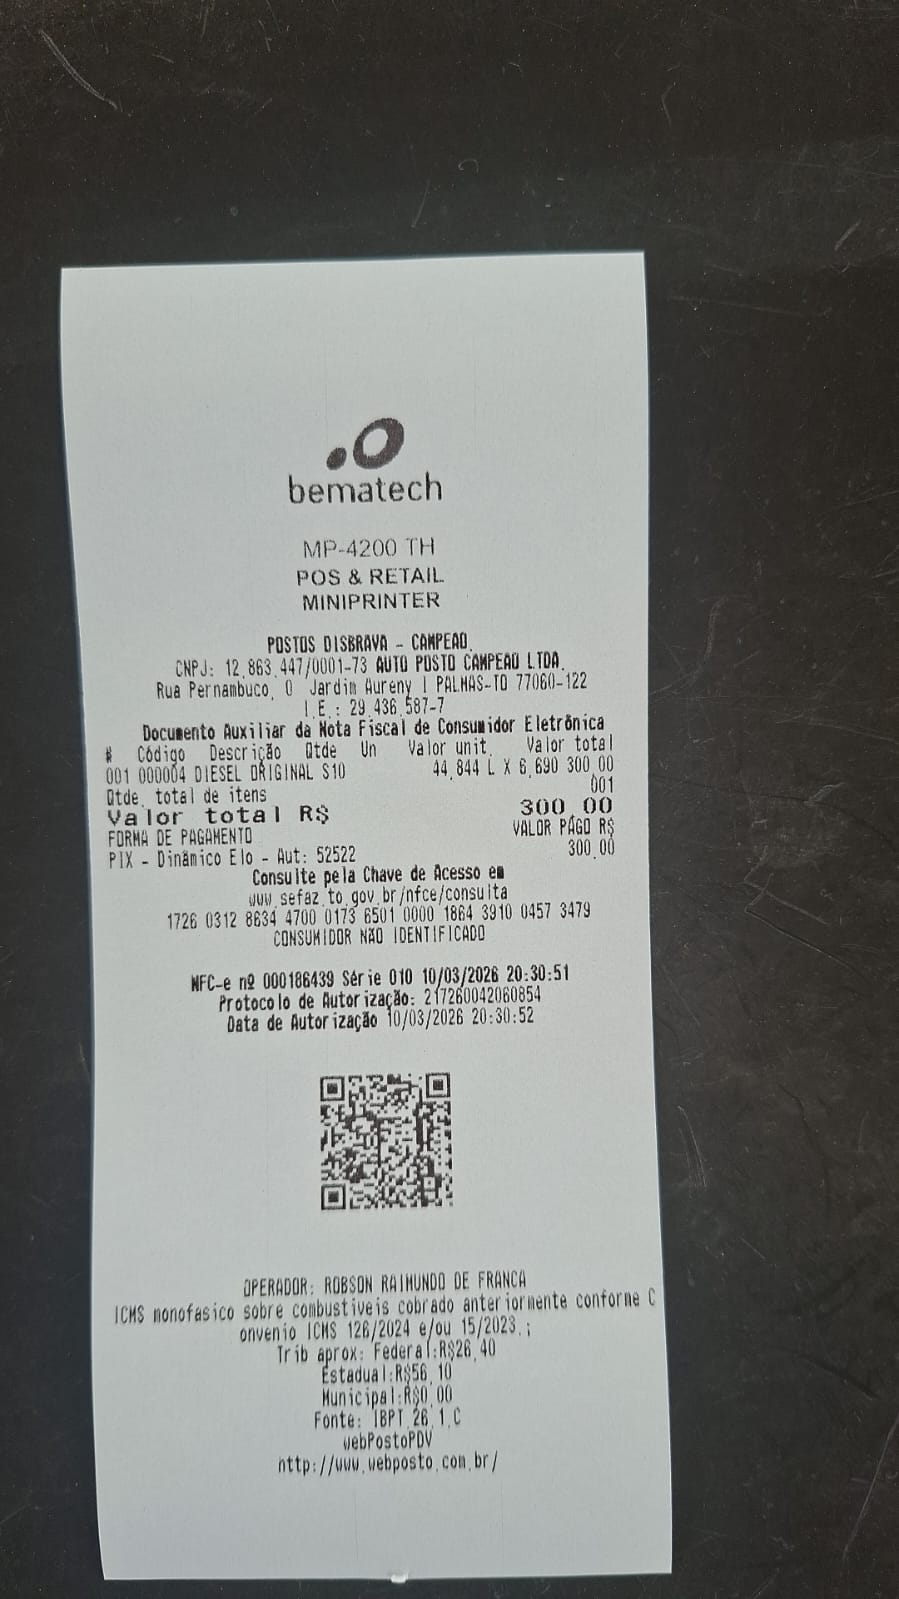 bematech
MP-4200 TH
POS & RETAIL
MINIPRINTER
POSTOS DISBRAVA - CAMPEAO.
CNPJ: 12.863.447/0001-73 AUTO POSTO CAMPEAO LTDA.
Rua Pernambuco, 0 Jardim Aureny I PALMAS-TO 77060-122
I.E.: 29.436.587-7
Documento Auxiliar da Nota Fiscal de Consumidor Eletrônica
# Código Descrição Qtde Un Valor unit. Valor total
001 000004 DIESEL ORIGINAL S10 44,844 L X 6,690 300,00
Qtde. total de itens 001
Valor total R$ 300,00
FORMA DE PAGAMENTO VALOR PAGO R$
PIX - Dinâmico Elo - Aut: 52522 300,00
Consulte pela Chave de Acesso em
www.sefaz.to.gov.br/nfce/consulta
1726 0312 8634 4700 0173 6501 0000 1864 3910 0457 3479
CONSUMIDOR NÃO IDENTIFICADO
NFC-e nº 000186439 Série 010 10/03/2026 20:30:51
Protocolo de Autorização: 217260042060854
Data de Autorização 10/03/2026 20:30:52
OPERADOR: ROBSON RAIMUNDO DE FRANCA
ICMS monofasico sobre combustiveis cobrado anteriormente conforme C
onvenio ICMS 126/2024 e/ou 15/2023.;
Trib aprox: Federal:R$26,40
Estadual:R$56,10
Municipal:R$0,00
Fonte: IBPT 26.1.C
webPostoPDV
http://www.webposto.com.br/